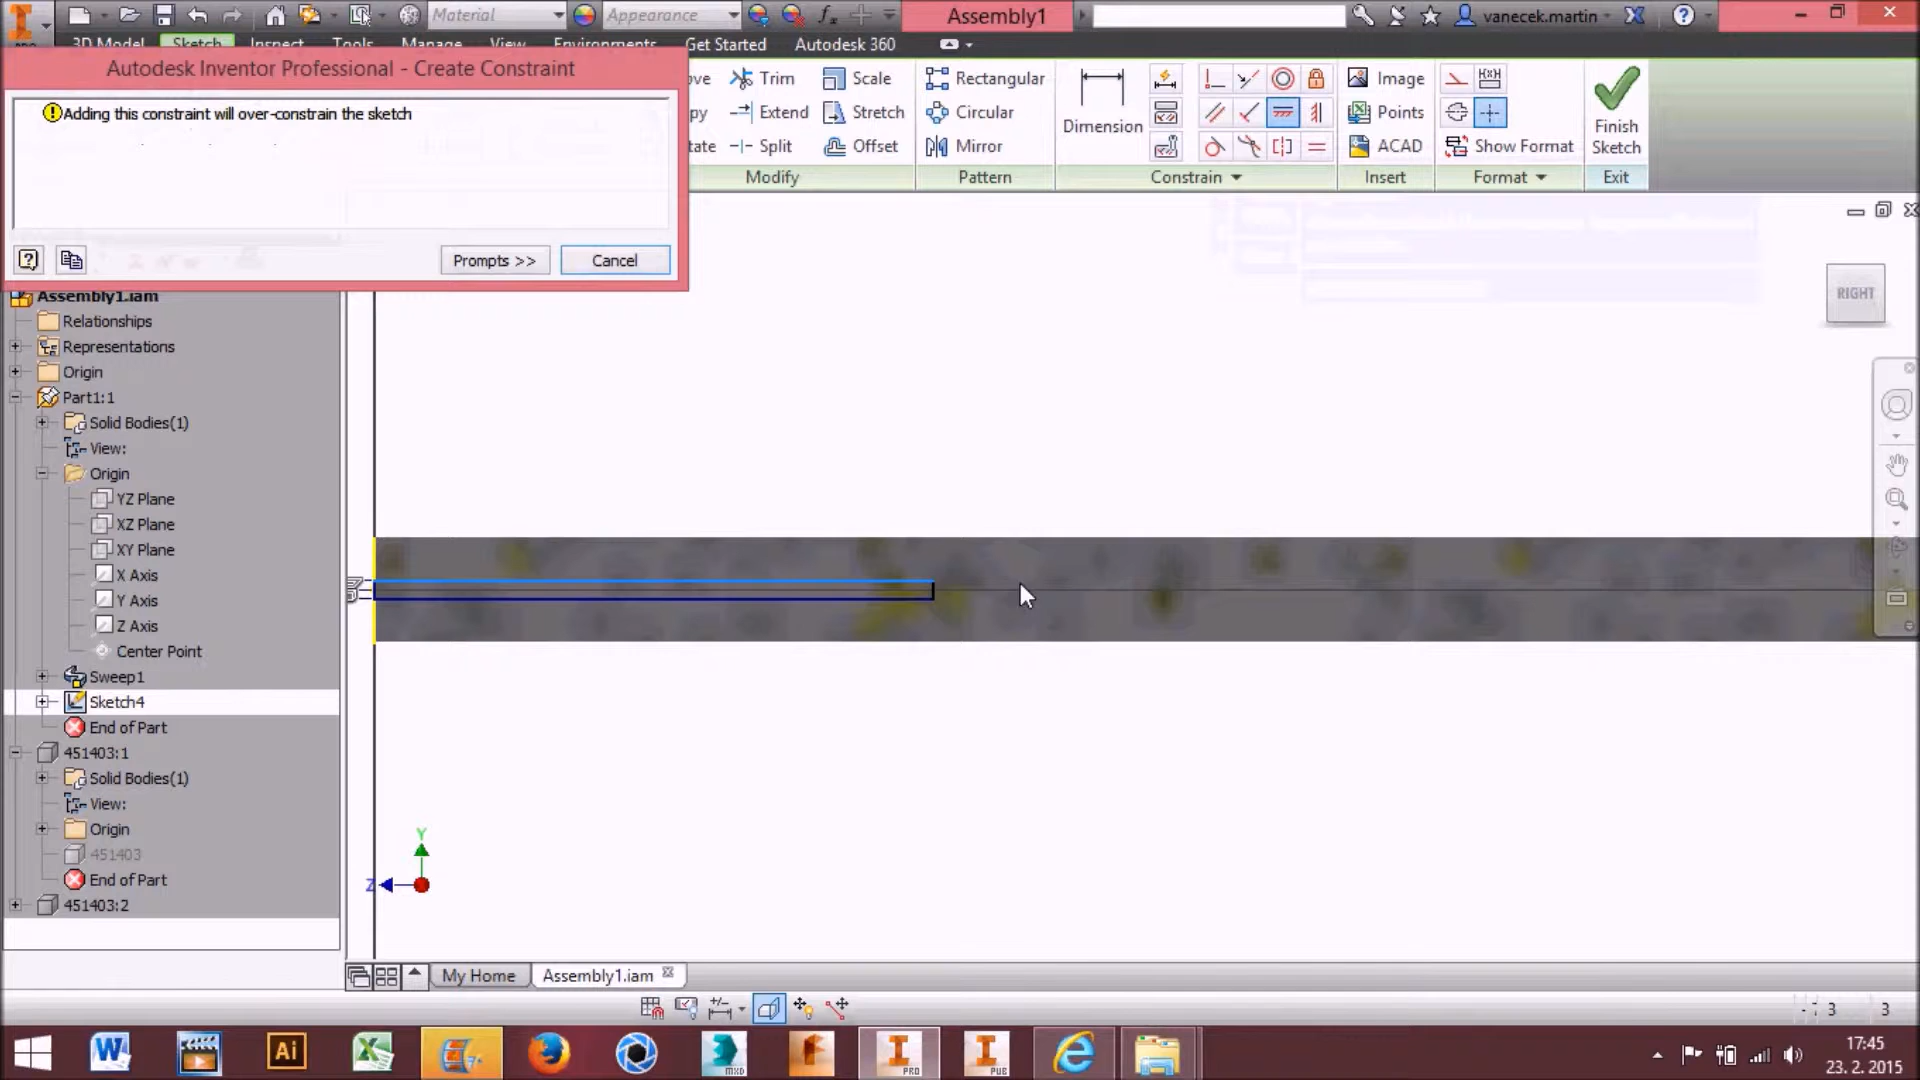 Material
Appearance
Assembly1
vanecek.martin
3D Model Sketch Inspect Tools Manage View Environments Get Started Autodesk 360
Autodesk Inventor Professional - Create Constraint
Adding this constraint will over-constrain the sketch
Prompts >>
Cancel
Trim Scale Rectangular
Extend Stretch Circular
Split Offset Mirror
Dimension
Image
Points
ACAD
Show Format
Finish
Sketch
Modify Pattern Constrain Insert Format Exit
RIGHT
Assembly1.iam
Relationships
Representations
Origin
Part1:1
Solid Bodies(1)
View:
Origin
YZ Plane
XZ Plane
XY Plane
X Axis
Y Axis
Z Axis
Center Point
Sweep1
Sketch4
End of Part
451403:1
Solid Bodies(1)
View:
Origin
451403
End of Part
451403:2
Y
Z
My Home Assembly1.iam
3 3
Ai
MXD
PRO
PUB
17:45
23. 2. 2015